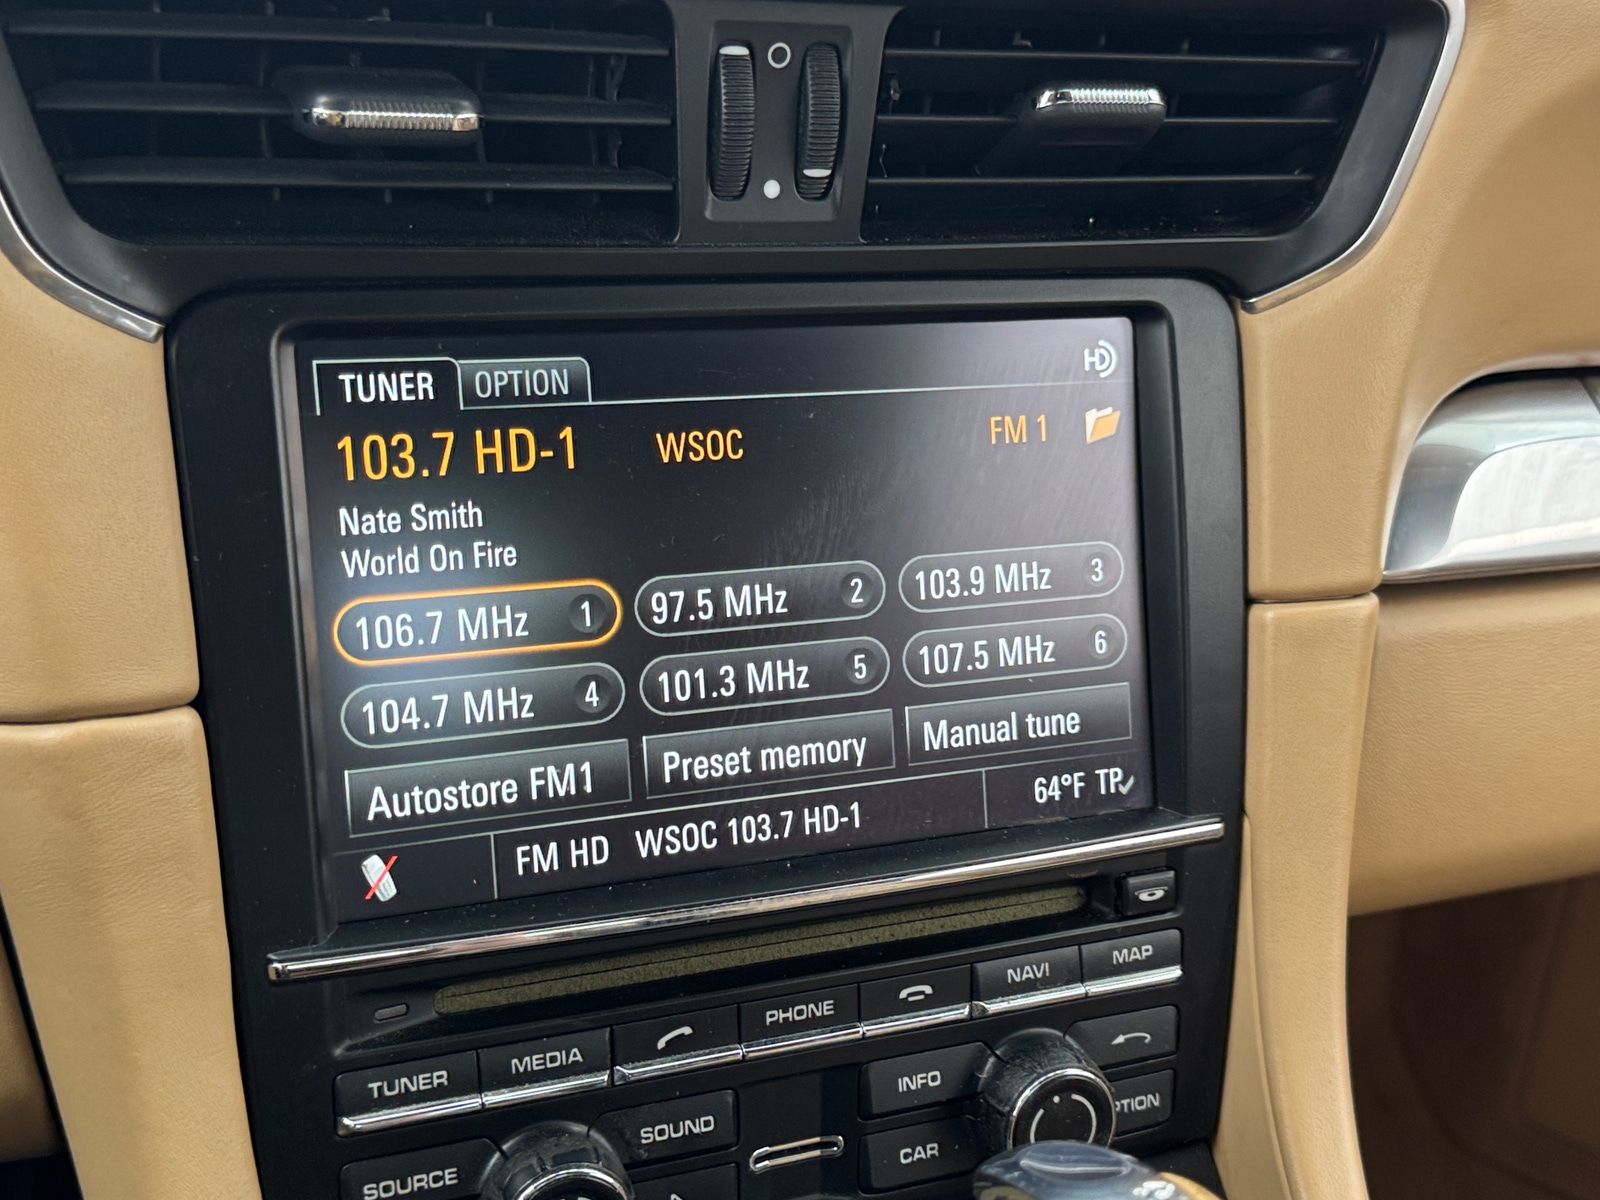 TUNER OPTION HD
103.7 HD-1 WSOC FM 1
Nate Smith
World On Fire
106.7 MHz 1 97.5 MHz 2 103.9 MHz 3
104.7 MHz 4 101.3 MHz 5 107.5 MHz 6
Autostore FM1 Preset memory Manual tune
FM HD WSOC 103.7 HD-1 64°F TP
TUNER MEDIA PHONE NAVI MAP
SOUND INFO
SOURCE CAR PTION